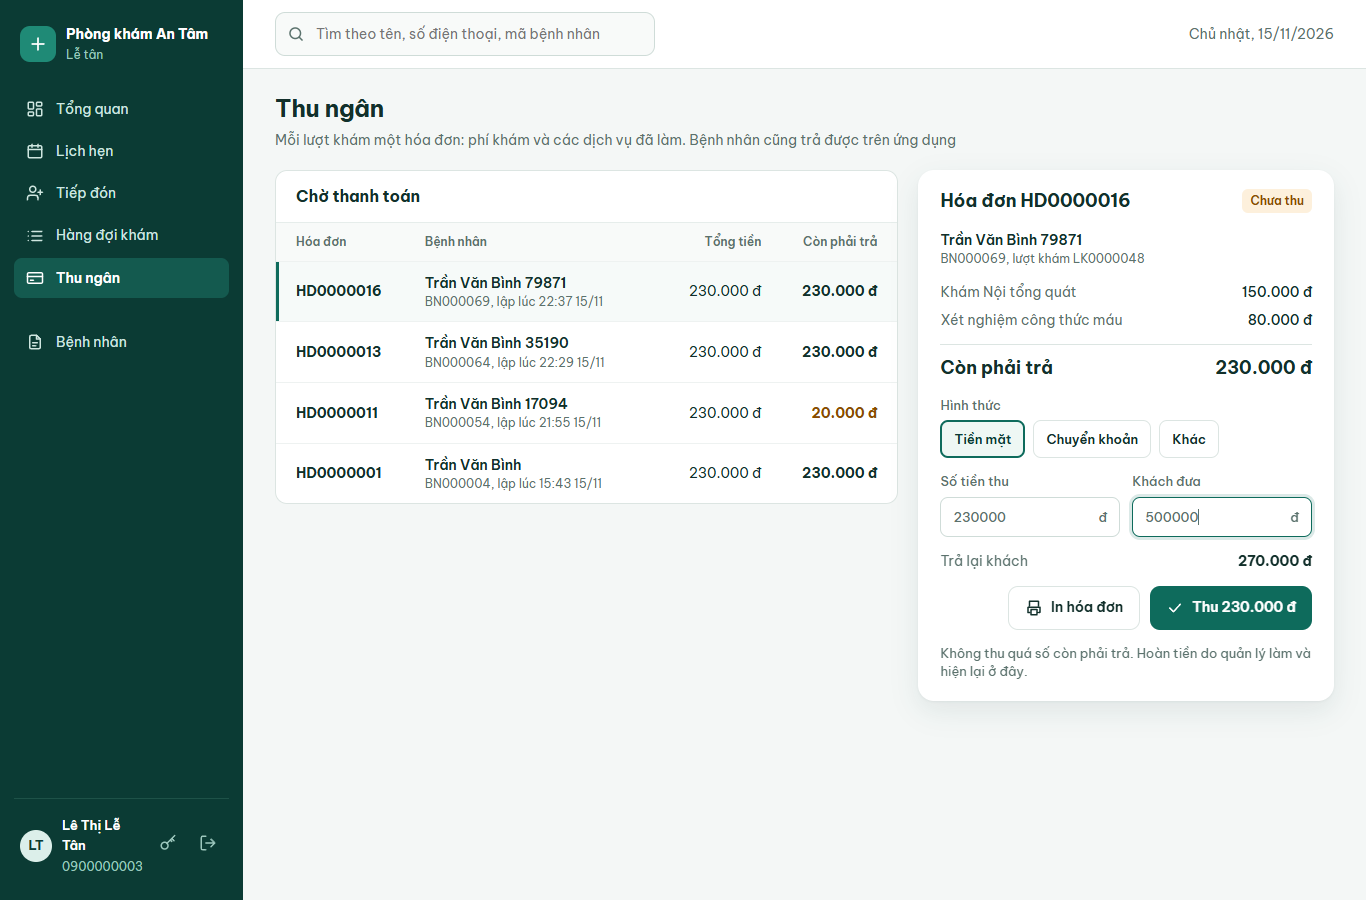 Phòng khám An Tâm
Lễ tân
Tổng quan
Lịch hẹn
Tiếp đón
Hàng đợi khám
Thu ngân
Bệnh nhân
LT
Lê Thị Lễ
Tân
0900000003
Tìm theo tên, số điện thoại, mã bệnh nhân
Chủ nhật, 15/11/2026
Thu ngân
Mỗi lượt khám một hóa đơn: phí khám và các dịch vụ đã làm. Bệnh nhân cũng trả được trên ứng dụng
Chờ thanh toán
Hóa đơn Bệnh nhân Tổng tiền Còn phải trả
HD0000016 Trần Văn Bình 79871 230.000 đ 230.000 đ
BN000069, lập lúc 22:37 15/11
HD0000013 Trần Văn Bình 35190 230.000 đ 230.000 đ
BN000064, lập lúc 22:29 15/11
HD0000011 Trần Văn Bình 17094 230.000 đ 20.000 đ
BN000054, lập lúc 21:55 15/11
HD0000001 Trần Văn Bình 230.000 đ 230.000 đ
BN000004, lập lúc 15:43 15/11
Hóa đơn HD0000016 Chưa thu
Trần Văn Bình 79871
BN000069, lượt khám LK0000048
Khám Nội tổng quát 150.000 đ
Xét nghiệm công thức máu 80.000 đ
Còn phải trả 230.000 đ
Hình thức
Tiền mặt Chuyển khoản Khác
Số tiền thu Khách đưa
230000 đ 500000 đ
Trả lại khách 270.000 đ
In hóa đơn Thu 230.000 đ
Không thu quá số còn phải trả. Hoàn tiền do quản lý làm và
hiện lại ở đây.